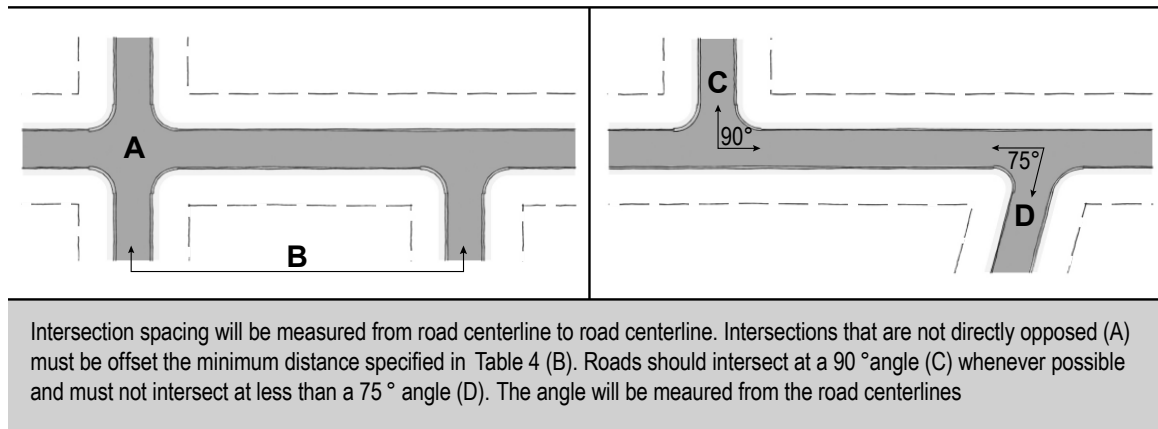 A
B
C
90°
75°
D
Intersection spacing will be measured from road centerline to road centerline. Intersections that are not directly opposed (A)
must be offset the minimum distance specified in Table 4 (B). Roads should intersect at a 90 °angle (C) whenever possible
and must not intersect at less than a 75 ° angle (D). The angle will be meaured from the road centerlines